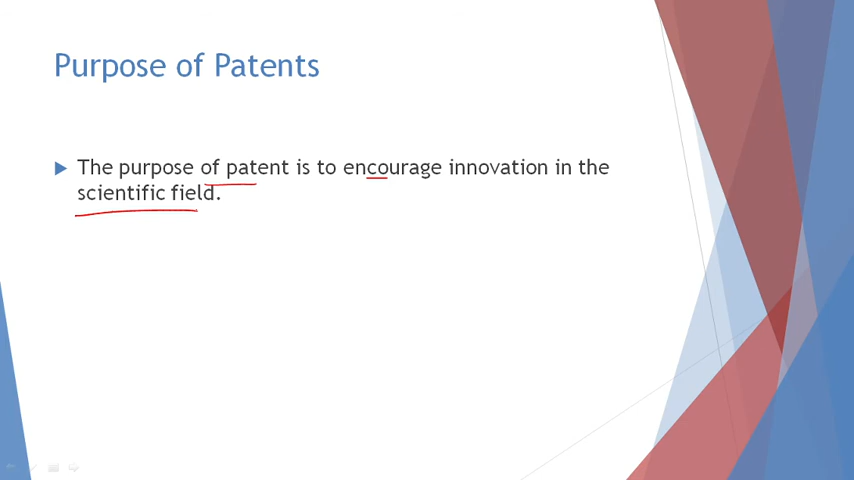 Purpose of Patents
The purpose of patent is to encourage innovation in the
scientific field.